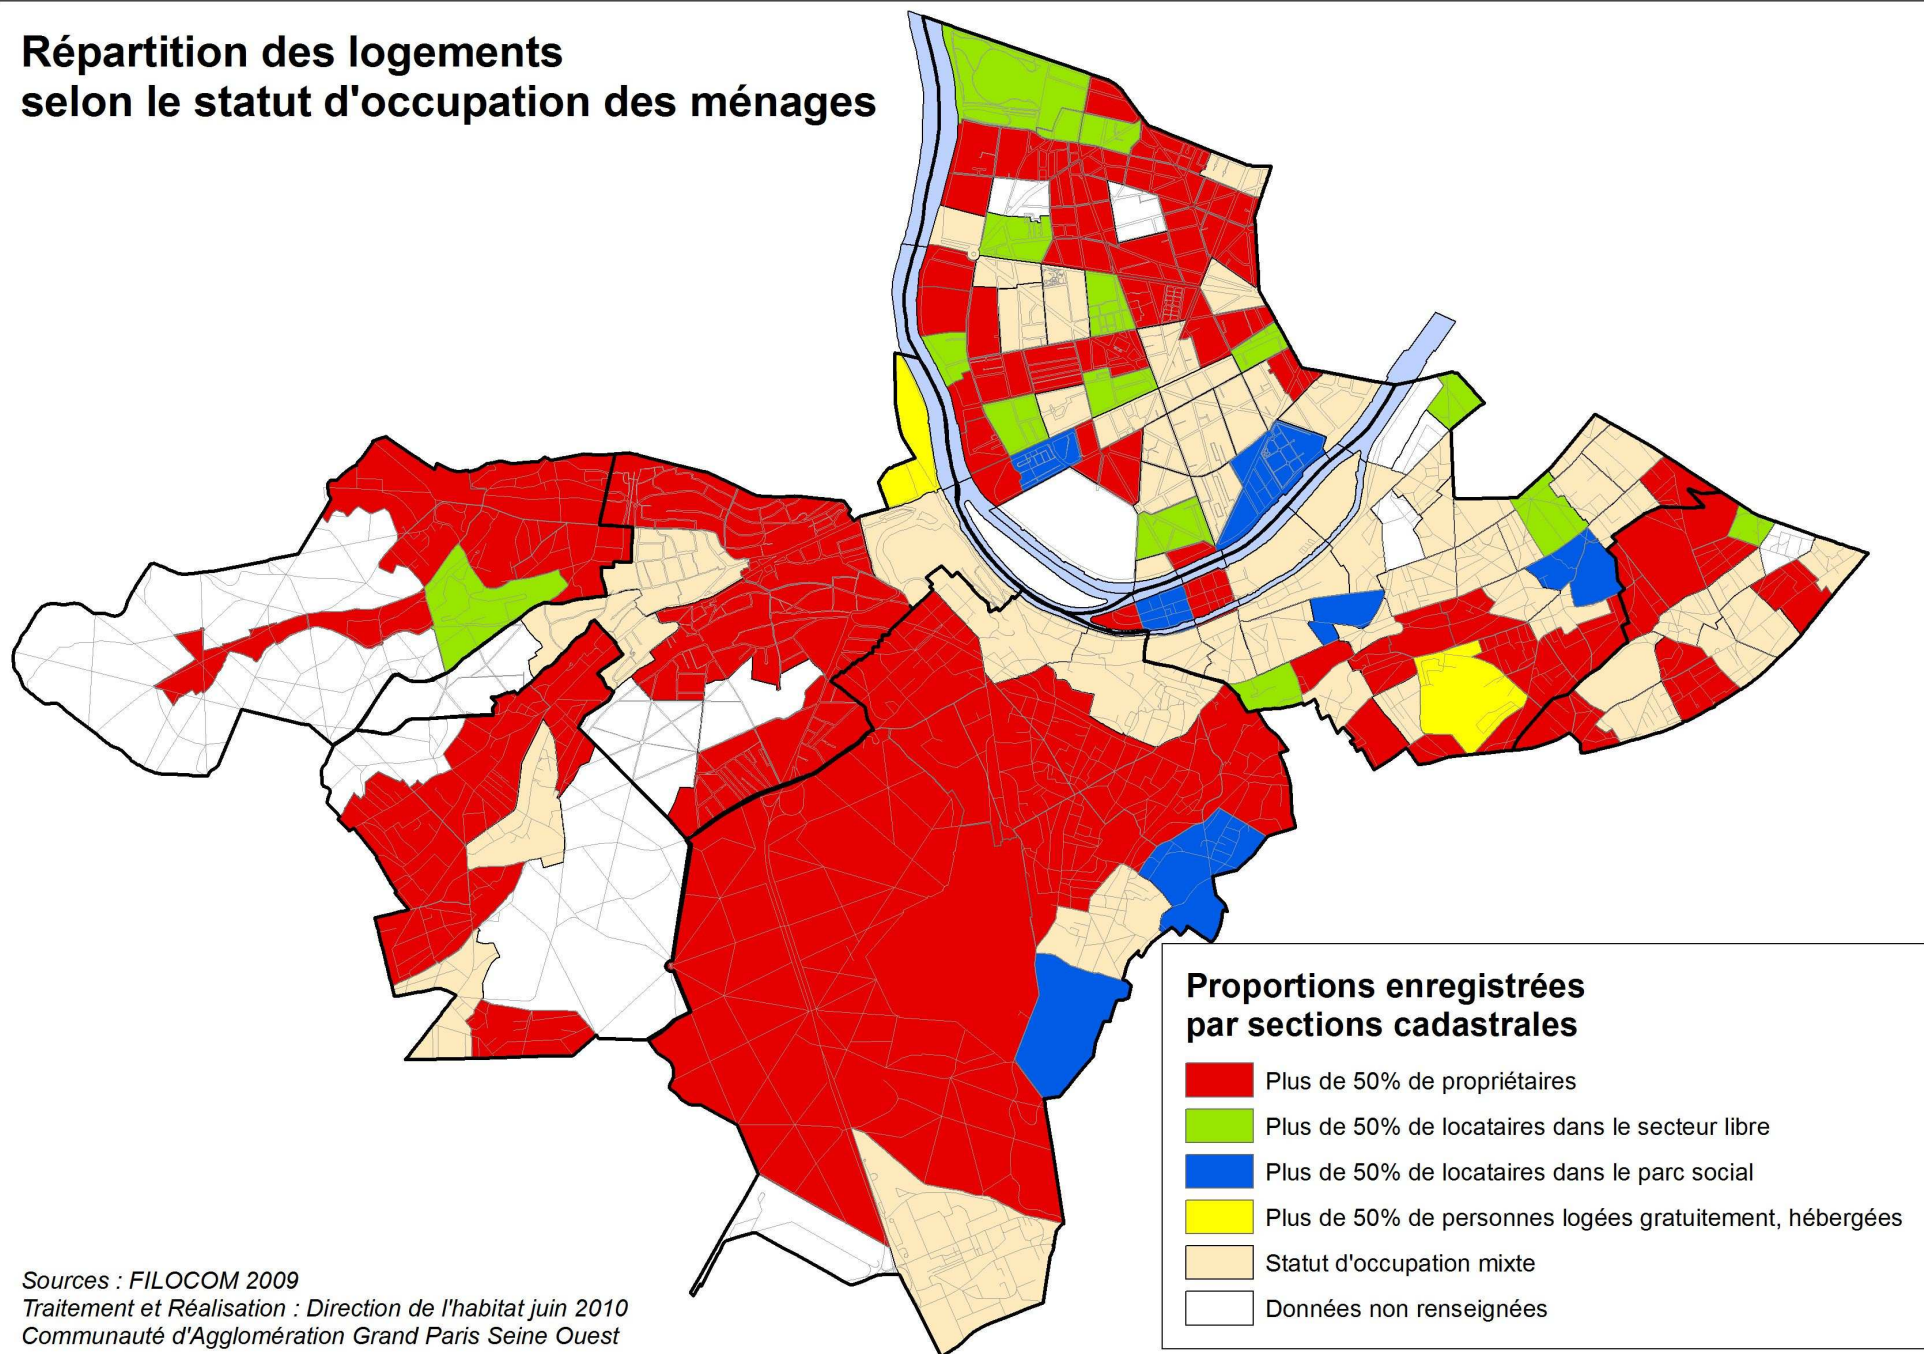 Répartition des logements
selon le statut d'occupation des ménages
Proportions enregistrées
par sections cadastrales
Plus de 50% de propriétaires
Plus de 50% de locataires dans le secteur libre
Plus de 50% de locataires dans le parc social
Plus de 50% de personnes logées gratuitement, hébergées
Statut d'occupation mixte
Données non renseignées
Sources : FILOCOM 2009
Traitement et Réalisation : Direction de l'habitat juin 2010
Communauté d'Agglomération Grand Paris Seine Ouest